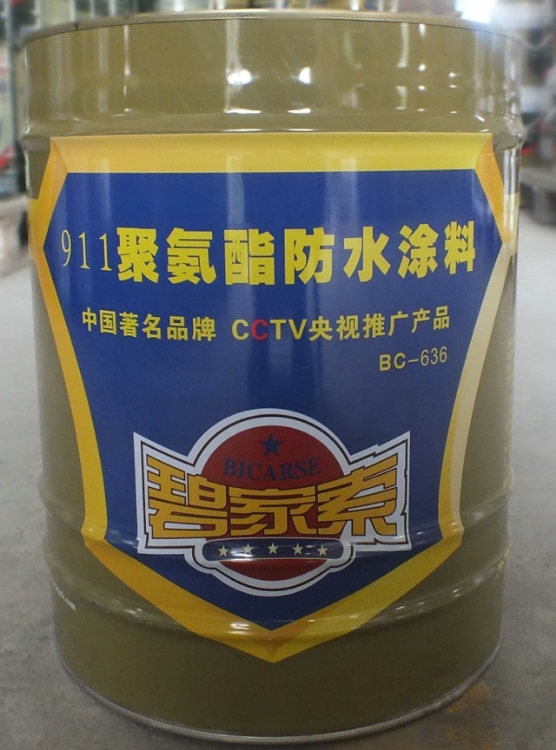 911聚氨酯防水涂料
中国著名品牌 CCTV央视推广产品
BC-636
BICARSE
碧家索